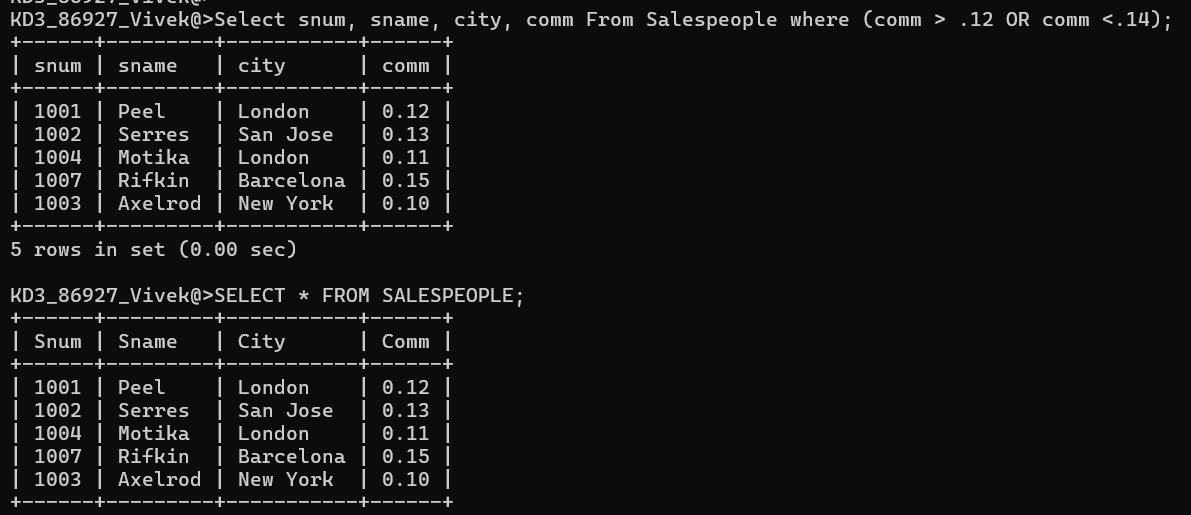 KD3_86927_Vivek@>
KD3_86927_Vivek@>Select snum, sname, city, comm From Salespeople where (comm > .12 OR comm <.14);
+------+---------+-----------+------+
| snum | sname   | city      | comm |
+------+---------+-----------+------+
| 1001 | Peel    | London    | 0.12 |
| 1002 | Serres  | San Jose  | 0.13 |
| 1004 | Motika  | London    | 0.11 |
| 1007 | Rifkin  | Barcelona | 0.15 |
| 1003 | Axelrod | New York  | 0.10 |
+------+---------+-----------+------+
5 rows in set (0.00 sec)

KD3_86927_Vivek@>SELECT * FROM SALESPEOPLE;
+------+---------+-----------+------+
| Snum | Sname   | City      | Comm |
+------+---------+-----------+------+
| 1001 | Peel    | London    | 0.12 |
| 1002 | Serres  | San Jose  | 0.13 |
| 1004 | Motika  | London    | 0.11 |
| 1007 | Rifkin  | Barcelona | 0.15 |
| 1003 | Axelrod | New York  | 0.10 |
+------+---------+-----------+------+